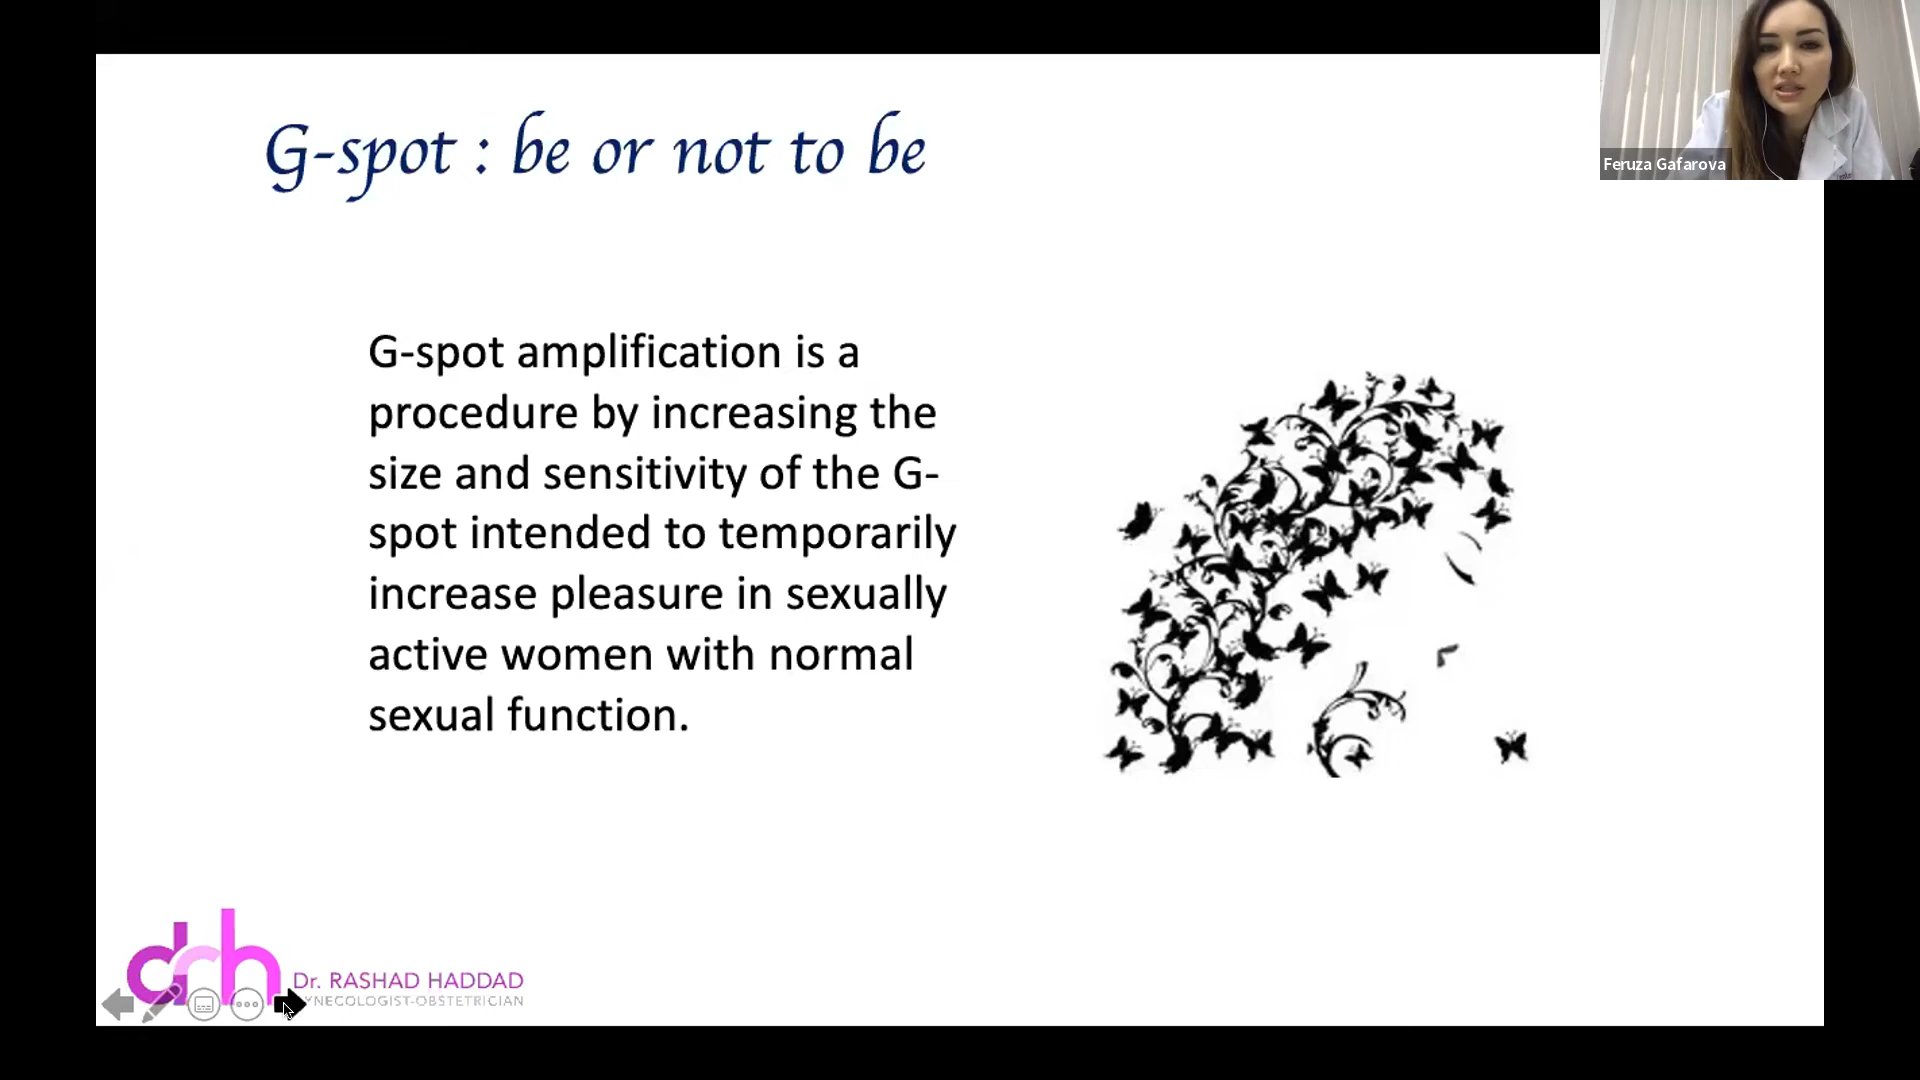 G-spot : be or not to be
Feruza Gafarova
G-spot amplification is a
procedure by increasing the
size and sensitivity of the G-
spot intended to temporarily
increase pleasure in sexually
active women with normal
sexual function.
drh
Dr. RASHAD HADDAD
YNECOLOGIST-OBSTETRICIAN